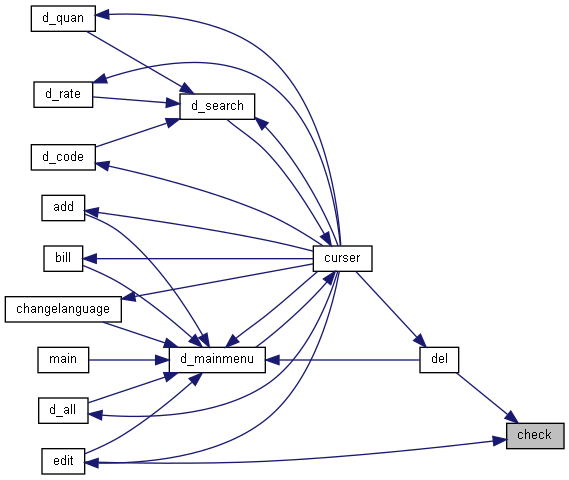 d_quan
d_rate
d_search
d_code
add
bill
curser
changelanguage
main
d_mainmenu
del
d_all
check
edit